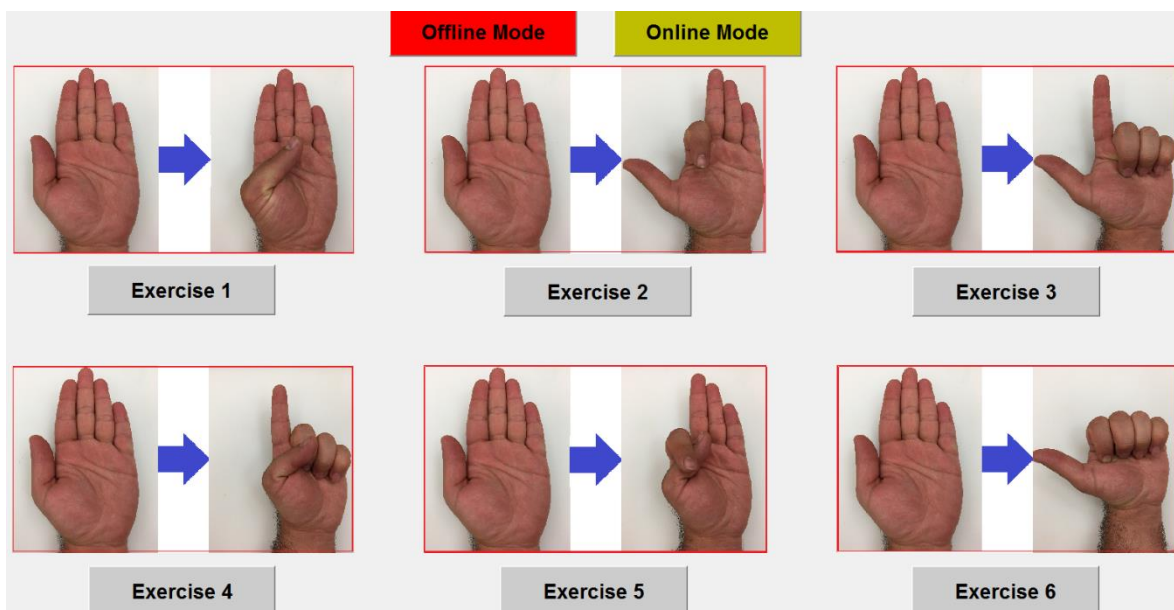 Offline Mode
Online Mode
Exercise 1
Exercise 2
Exercise 3
Exercise 4
Exercise 5
Exercise 6